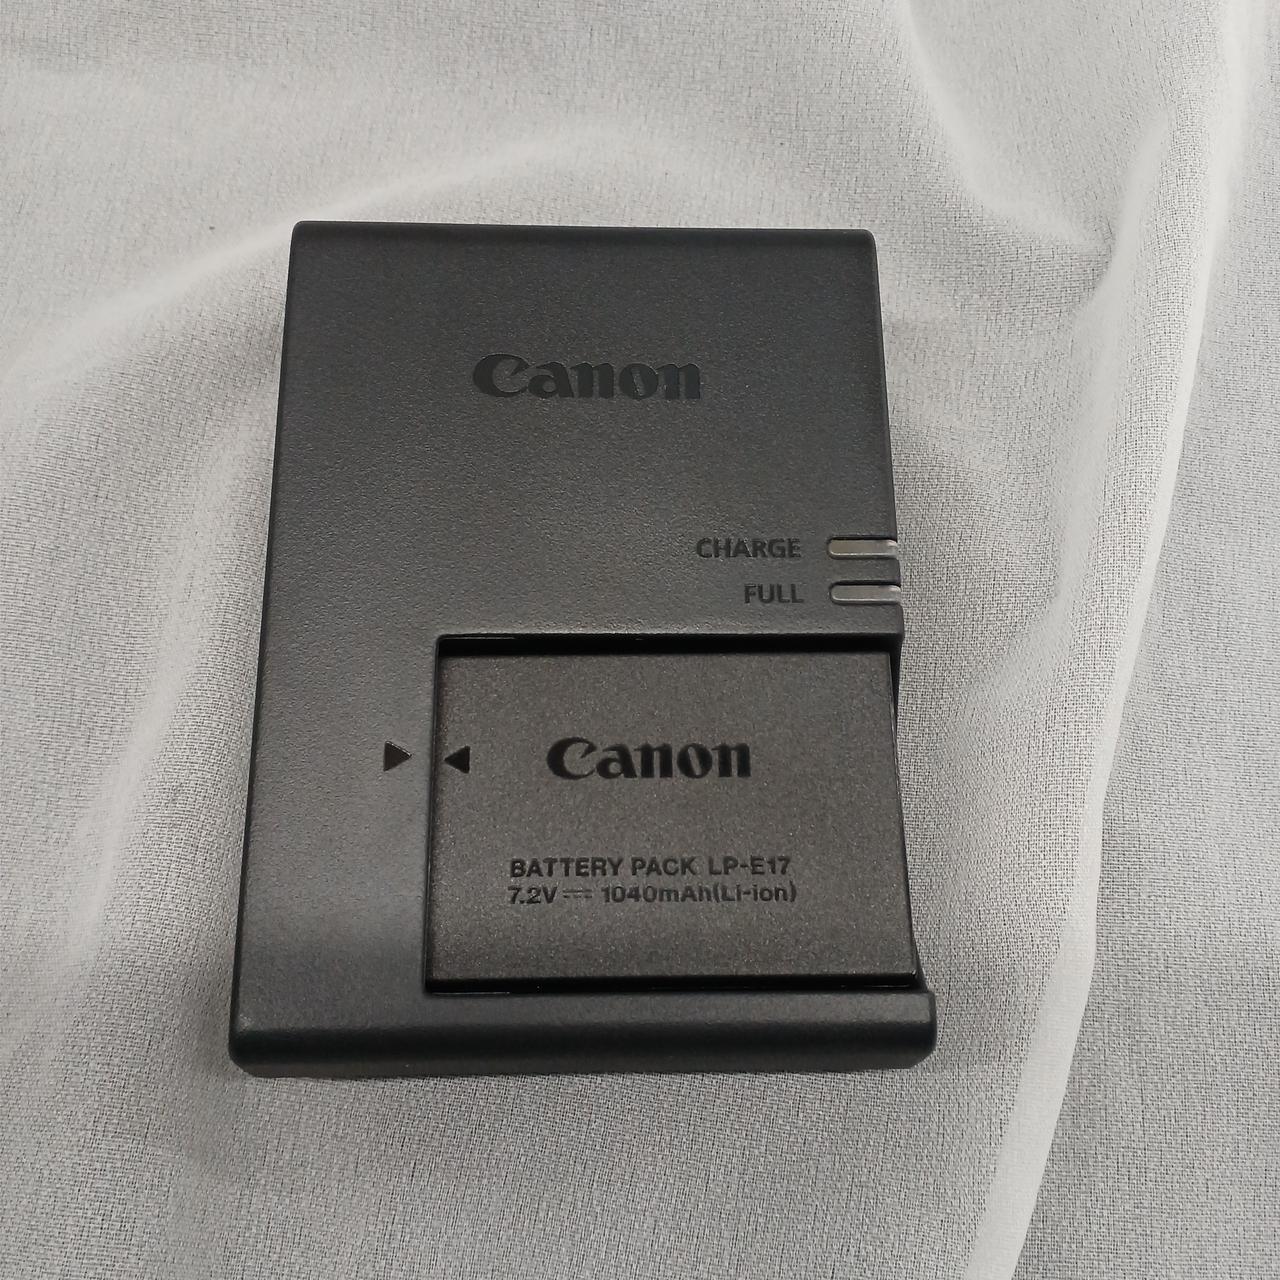 Canon
CHARGE
FULL
Canon
BATTERY PACK LP-E17
7.2V⎓1040mAh(Li-ion)